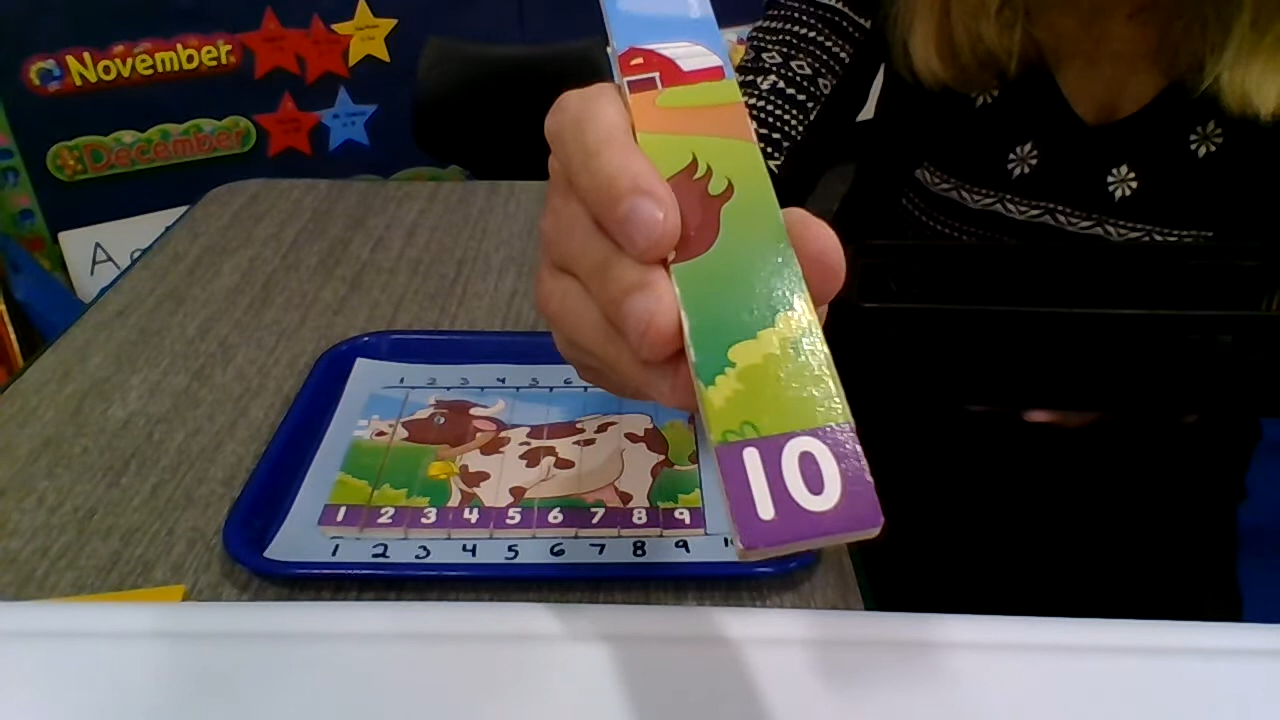 November
December
A
1 2 3 4 5 6
1 2 3 4 5 6 7 8 9
1 2 3 4 5 6 7 8 9
10